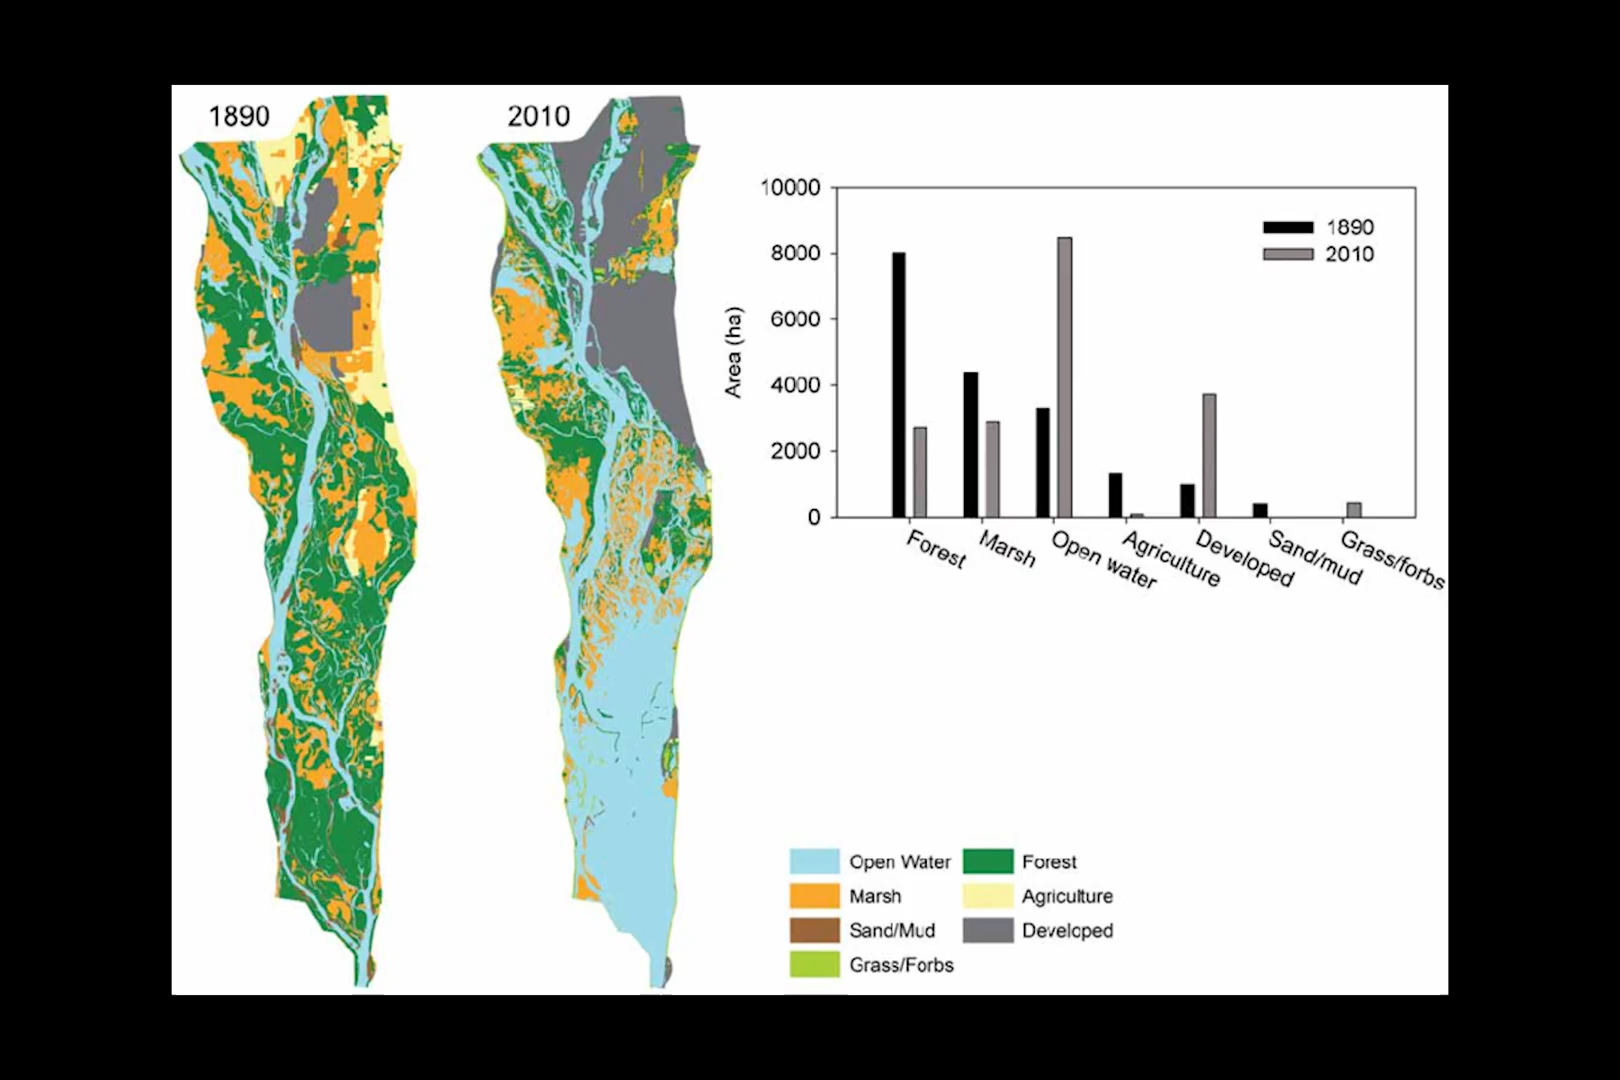 1890
2010
10000
8000
6000
4000
2000
0
Area (ha)
1890
2010
Forest
Marsh
Open water
Agriculture
Developed
Sand/mud
Grass/forbs
Open Water
Forest
Marsh
Agriculture
Sand/Mud
Developed
Grass/Forbs